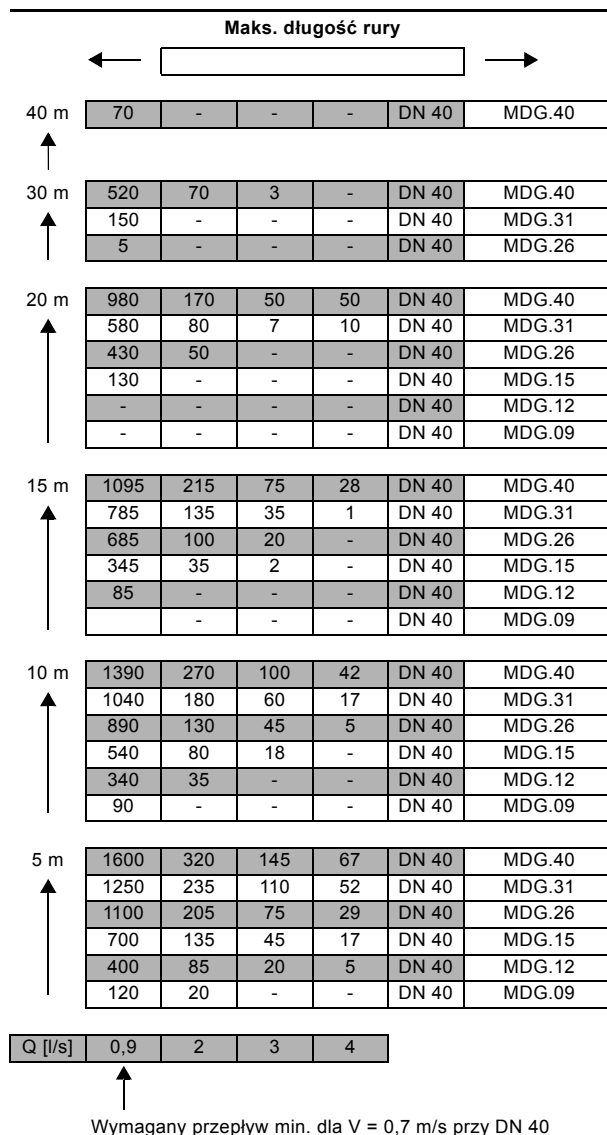 Maks. długość rury
40 m 70 - - - DN 40 MDG.40
30 m 520 70 3 - DN 40 MDG.40
150 - - - DN 40 MDG.31
5 - - - DN 40 MDG.26
20 m 980 170 50 50 DN 40 MDG.40
580 80 7 10 DN 40 MDG.31
430 50 - - DN 40 MDG.26
130 - - - DN 40 MDG.15
- - - - DN 40 MDG.12
- - - - DN 40 MDG.09
15 m 1095 215 75 28 DN 40 MDG.40
785 135 35 1 DN 40 MDG.31
685 100 20 - DN 40 MDG.26
345 35 2 - DN 40 MDG.15
85 - - - DN 40 MDG.12
- - - DN 40 MDG.09
10 m 1390 270 100 42 DN 40 MDG.40
1040 180 60 17 DN 40 MDG.31
890 130 45 5 DN 40 MDG.26
540 80 18 - DN 40 MDG.15
340 35 - - DN 40 MDG.12
90 - - - DN 40 MDG.09
5 m 1600 320 145 67 DN 40 MDG.40
1250 235 110 52 DN 40 MDG.31
1100 205 75 29 DN 40 MDG.26
700 135 45 17 DN 40 MDG.15
400 85 20 5 DN 40 MDG.12
120 20 - - DN 40 MDG.09
Q [l/s] 0,9 2 3 4
Wymagany przepływ min. dla V = 0,7 m/s przy DN 40